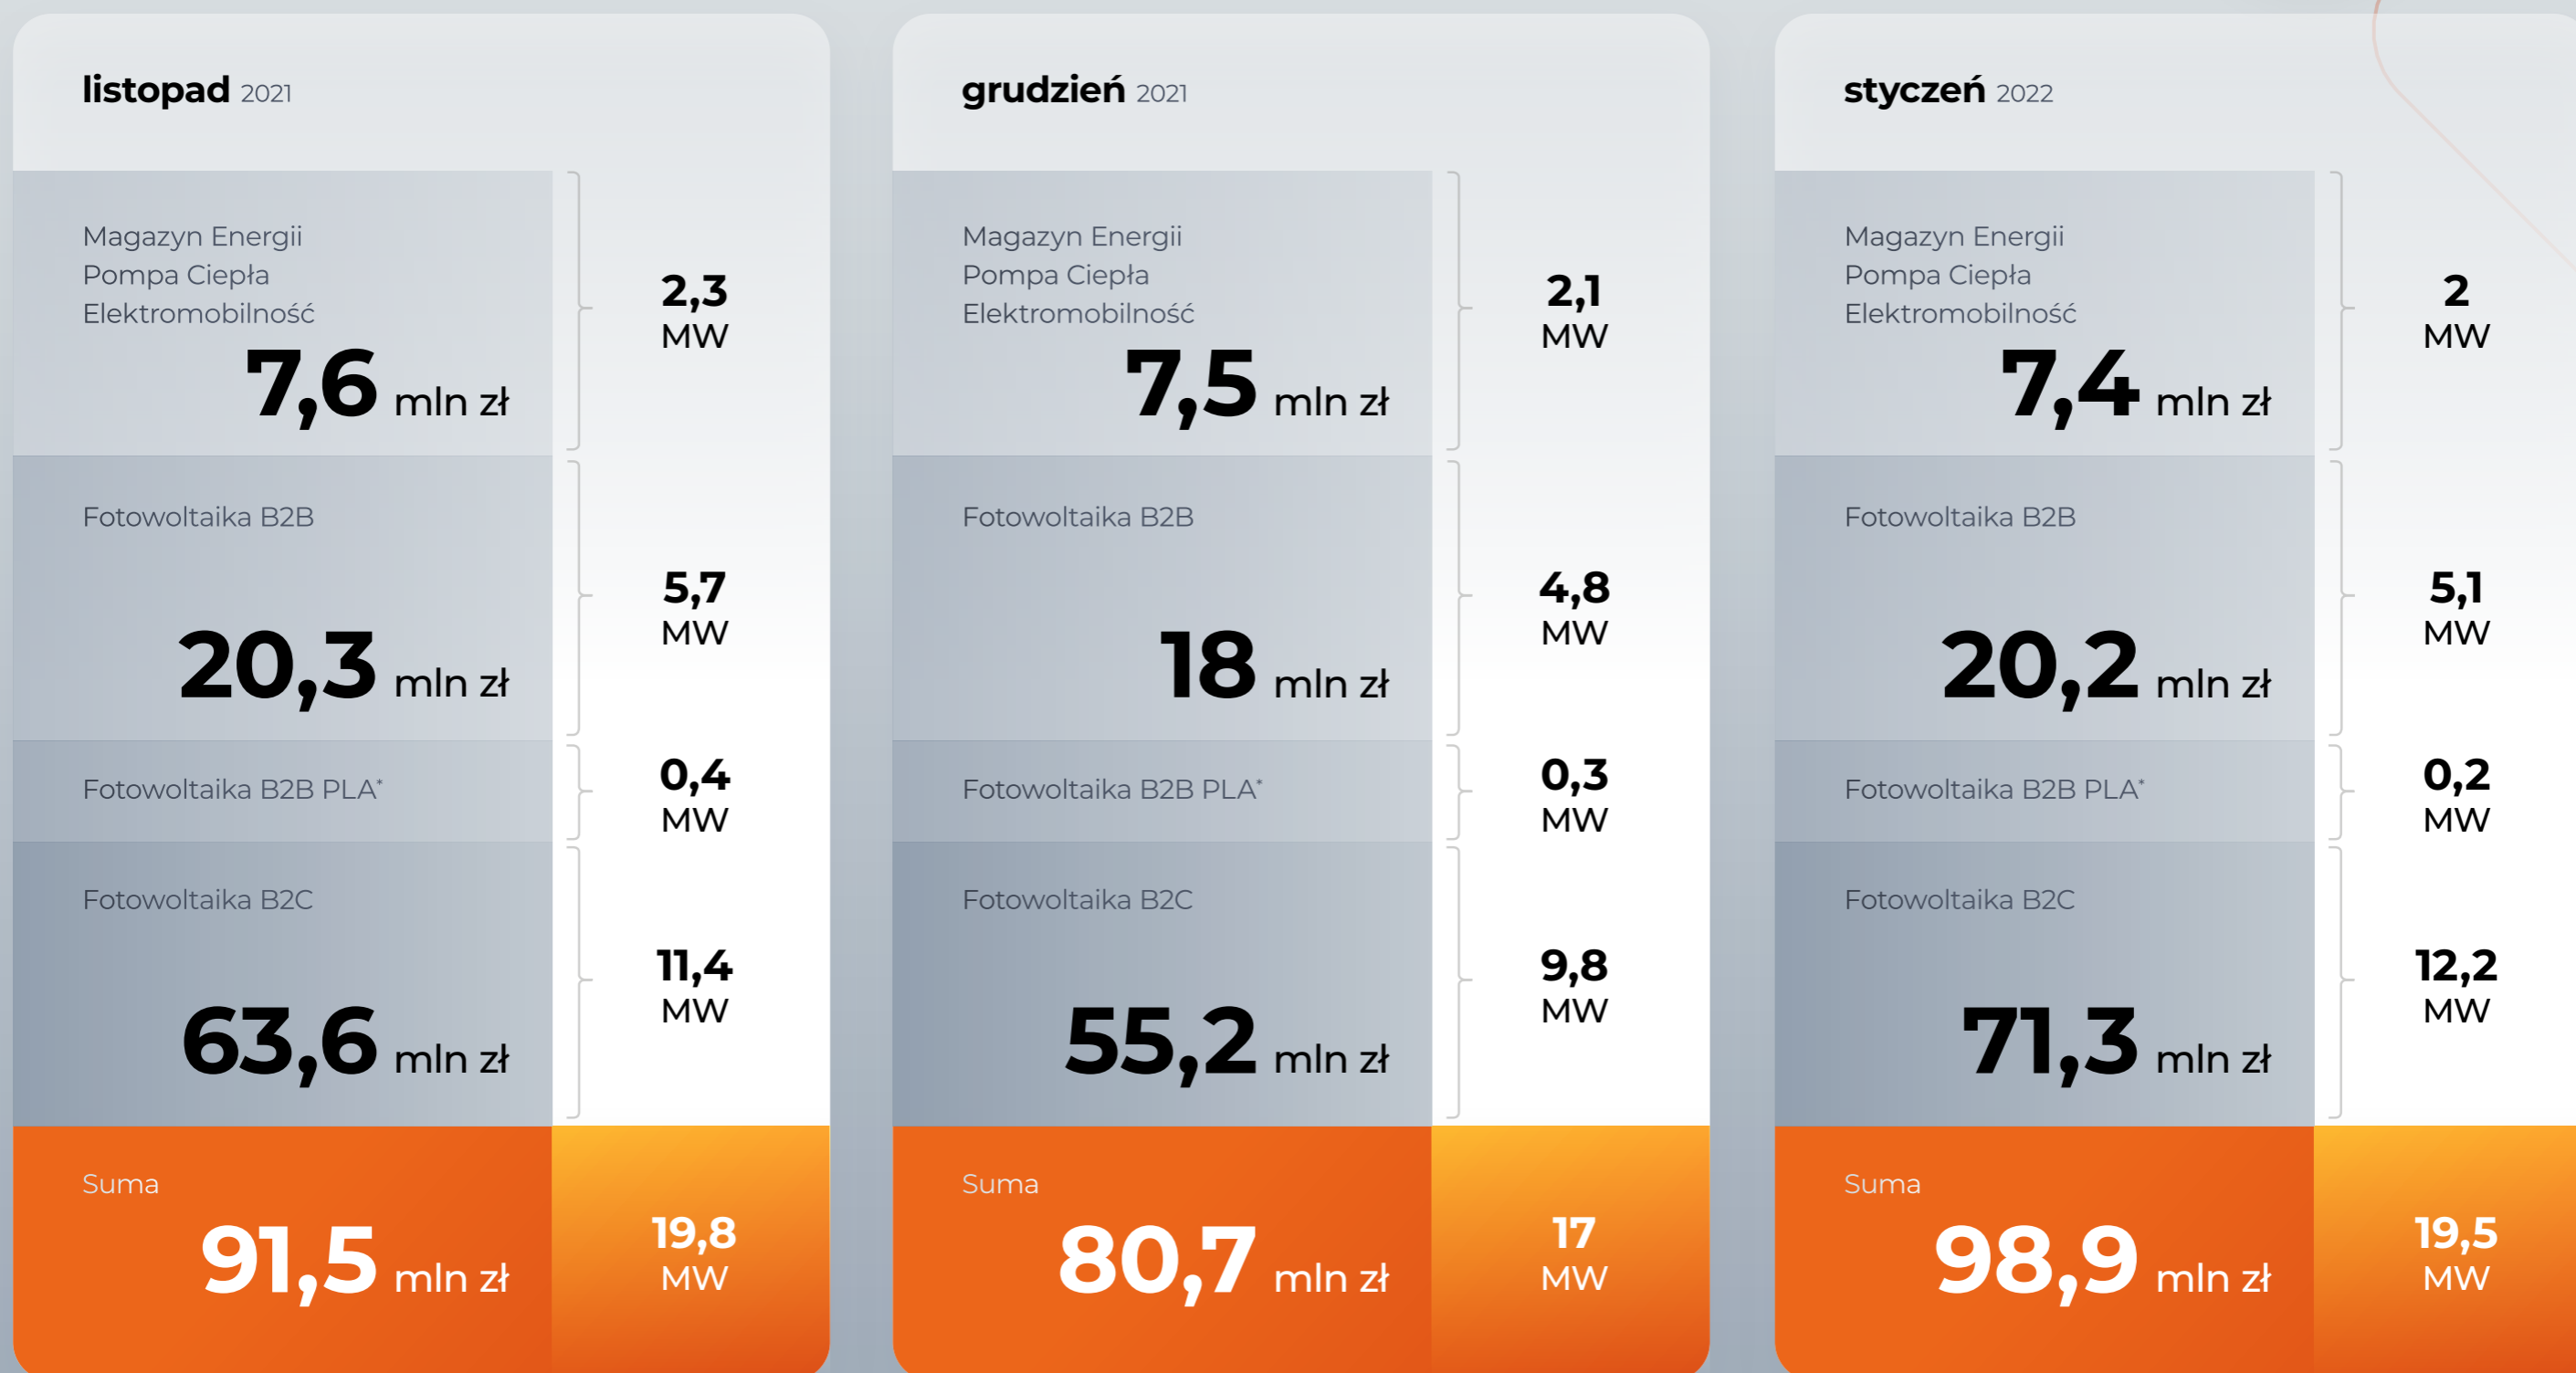 listopad 2021
Magazyn Energii
Pompa Ciepła
Elektromobilność
7,6 mln zł
2,3
MW
Fotowoltaika B2B
20,3 mln zł
5,7
MW
Fotowoltaika B2B PLA*
0,4
MW
Fotowoltaika B2C
63,6 mln zł
11,4
MW
Suma
91,5 mln zł
19,8
MW
grudzień 2021
Magazyn Energii
Pompa Ciepła
Elektromobilność
7,5 mln zł
2,1
MW
Fotowoltaika B2B
18 mln zł
4,8
MW
Fotowoltaika B2B PLA*
0,3
MW
Fotowoltaika B2C
55,2 mln zł
9,8
MW
Suma
80,7 mln zł
17
MW
styczeń 2022
Magazyn Energii
Pompa Ciepła
Elektromobilność
7,4 mln zł
2
MW
Fotowoltaika B2B
20,2 mln zł
5,1
MW
Fotowoltaika B2B PLA*
0,2
MW
Fotowoltaika B2C
71,3 mln zł
12,2
MW
Suma
98,9 mln zł
19,5
MW